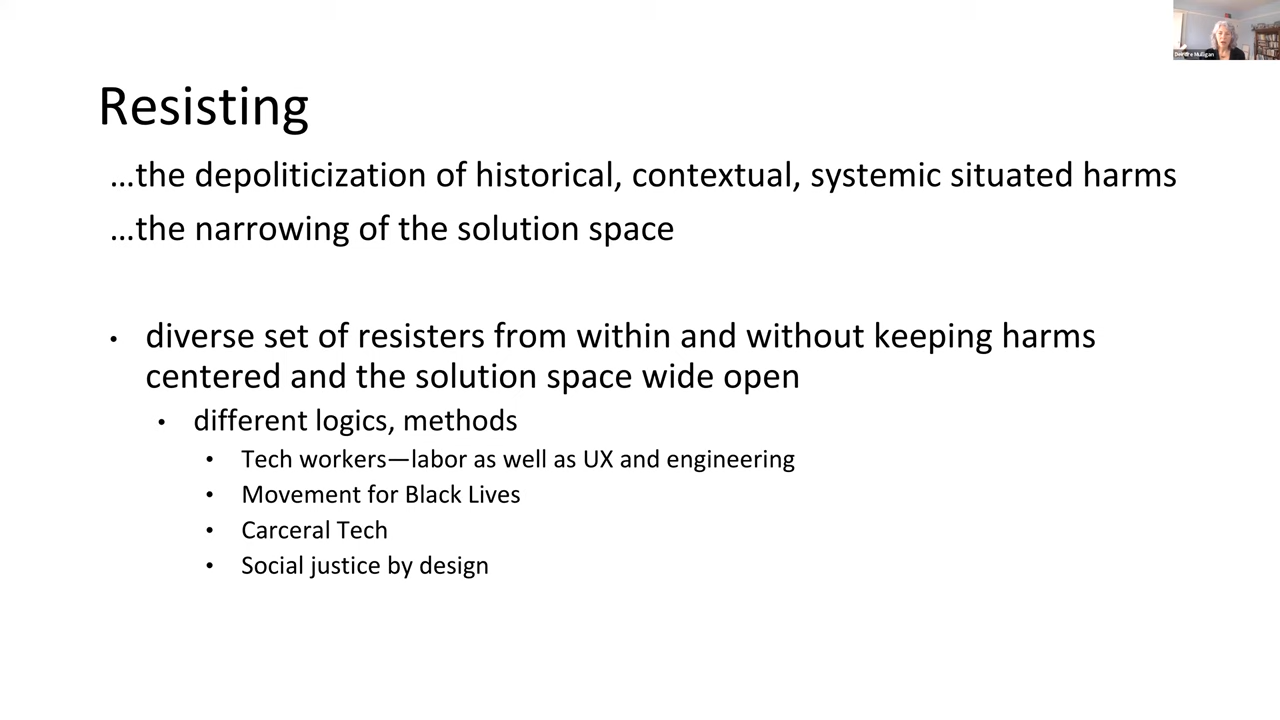 Deirdre Mulligan
Resisting
...the depoliticization of historical, contextual, systemic situated harms
...the narrowing of the solution space
• diverse set of resisters from within and without keeping harms
centered and the solution space wide open
• different logics, methods
• Tech workers—labor as well as UX and engineering
• Movement for Black Lives
• Carceral Tech
• Social justice by design